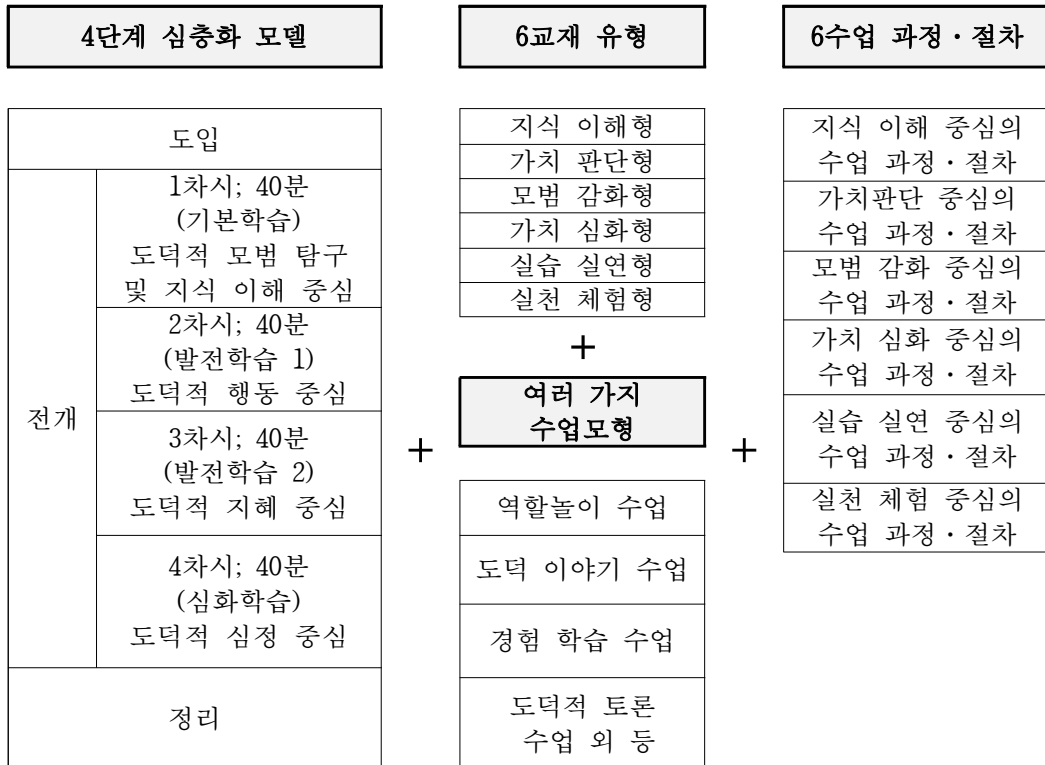 4단계 심층화 모델
도입
전개
1차시; 40분
(기본학습)
도덕적 모범 탐구
및 지식 이해 중심
2차시; 40분
(발전학습 1)
도덕적 행동 중심
3차시; 40분
(발전학습 2)
도덕적 지혜 중심
4차시; 40분
(심화학습)
도덕적 심정 중심
정리
+
6교재 유형
지식 이해형
가치 판단형
모범 감화형
가치 심화형
실습 실연형
실천 체험형
+
여러 가지
수업모형
역할놀이 수업
도덕 이야기 수업
경험 학습 수업
도덕적 토론
수업 외 등
+
6수업 과정·절차
지식 이해 중심의
수업 과정·절차
가치판단 중심의
수업 과정·절차
모범 감화 중심의
수업 과정·절차
가치 심화 중심의
수업 과정·절차
실습 실연 중심의
수업 과정·절차
실천 체험 중심의
수업 과정·절차